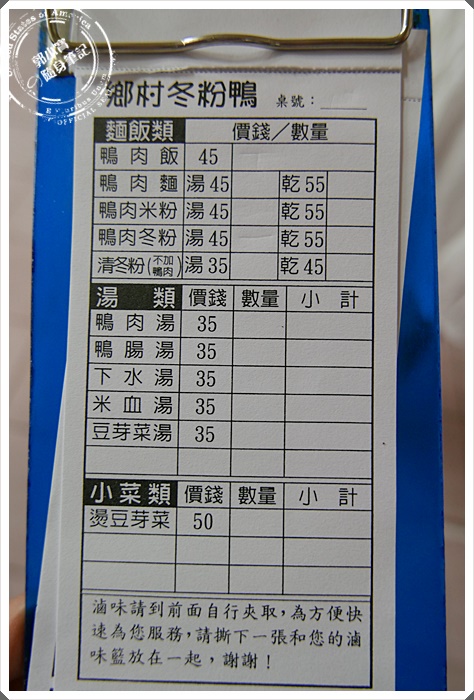 鄉村冬粉鴨 桌號：
麵飯類 價錢／數量
鴨肉飯 45
鴨肉麵 湯45 乾55
鴨肉米粉 湯45 乾55
鴨肉冬粉 湯45 乾55
清冬粉(不加鴨肉) 湯35 乾45
湯類 價錢 數量 小計
鴨肉湯 35
鴨腸湯 35
下水湯 35
米血湯 35
豆芽菜湯 35
小菜類 價錢 數量 小計
燙豆芽菜 50
滷味請到前面自行夾取，為方便快
速為您服務，請撕下一張和您的滷
味籃放在一起，謝謝！